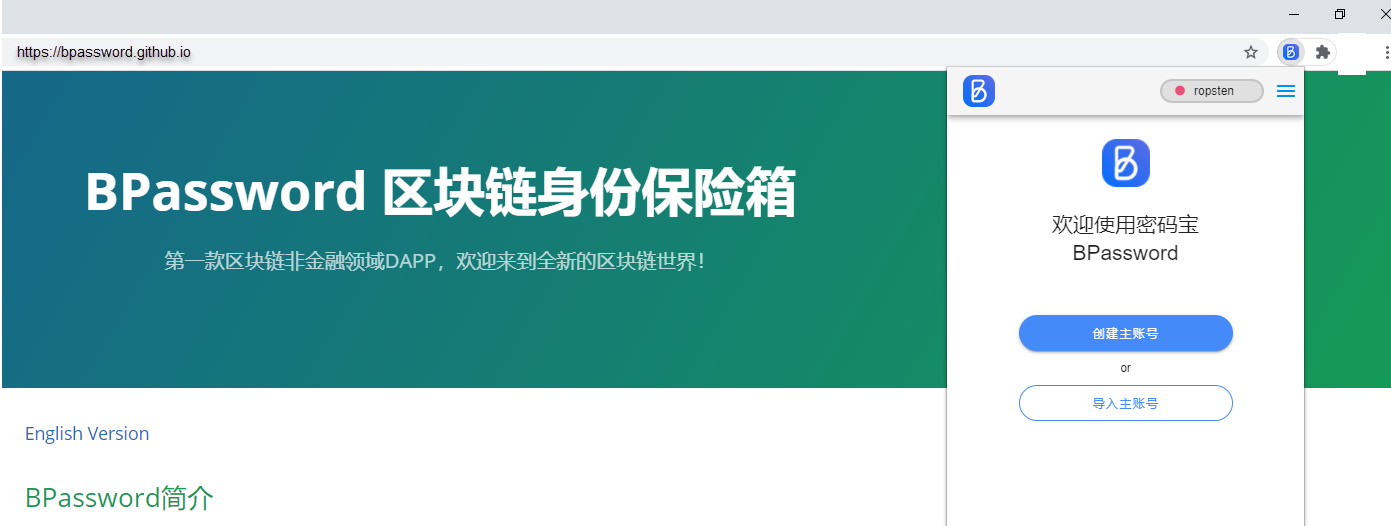 https://bpassword.github.io
ropsten
BPassword 区块链身份保险箱
第一款区块链非金融领域DAPP，欢迎来到全新的区块链世界！
欢迎使用密码宝
BPassword
创建主账号
or
导入主账号
English Version
BPassword简介